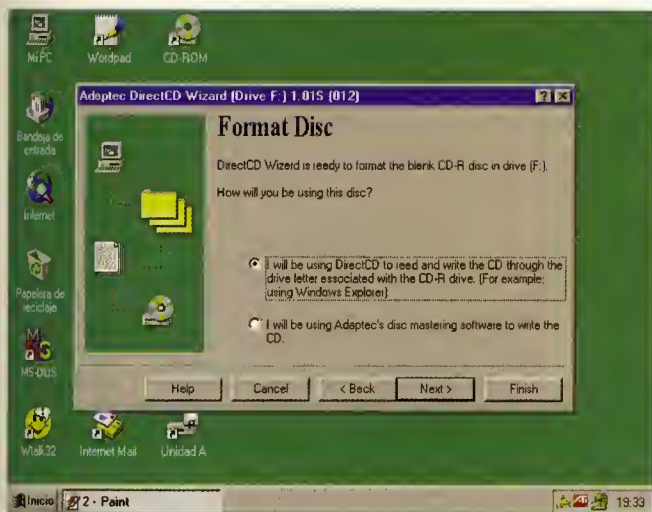 Mi PC
Wordpad
CD-ROM
Bandeja de
entrada
Internet
Papelera de
reciclaje
MS-DOS
Wtalk32
Internet Mail
Unidad A
Adaptec DirectCD Wizard (Drive F:) 1.01S (012)
Format Disc
DirectCD Wizard is ready to format the blank CD-R disc in drive (F:).
How will you be using this disc?
I will be using DirectCD to read and write the CD through the
drive letter associated with the CD-R drive. (For example:
using Windows Explorer)
I will be using Adaptec's disc mastering software to write the
CD.
Help
Cancel
< Back
Next >
Finish
Inicio
2 - Paint
19:33